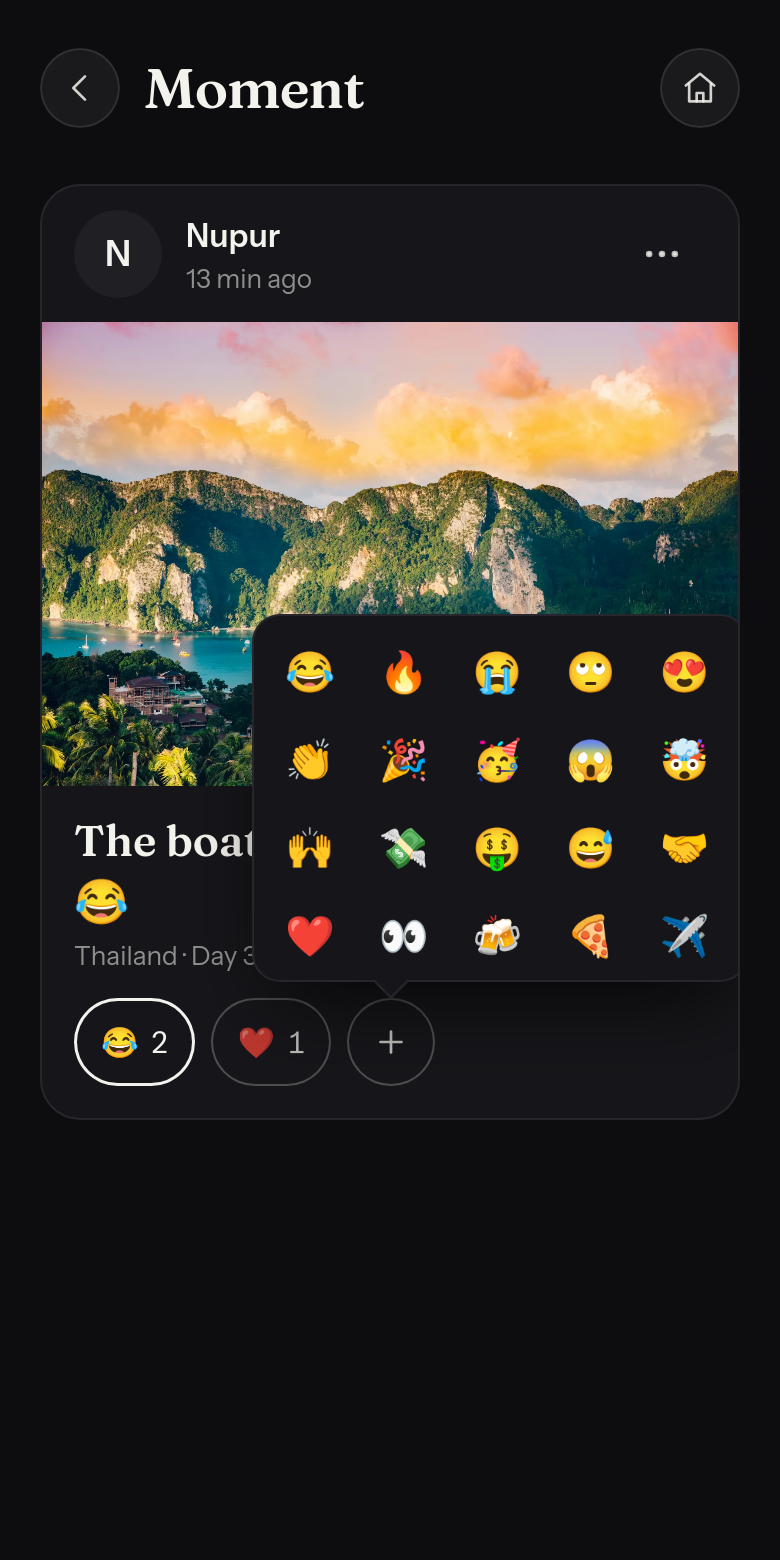 Moment
N
Nupur
13 min ago
The boat
😂
Thailand · Day 3
😂 2
❤️ 1
😂 🔥 😭 🙄 😍
👏 🎉 🥳 😱 🤯
🙌 💸 🤑 😅 🤝
❤️ 👀 🍻 🍕 ✈️